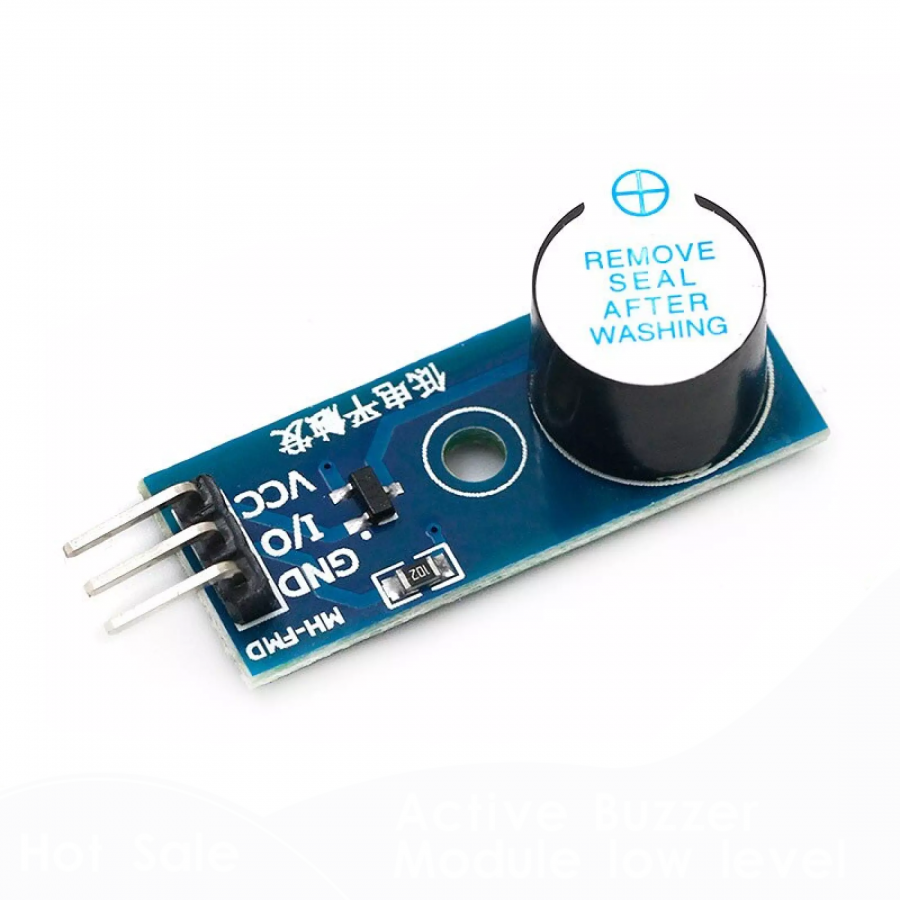 REMOVE
SEAL
AFTER
WASHING
低电平触发
VCC
I/O
GND
MH-FMD
102
Hot Sale
Active Buzzer
Module low level